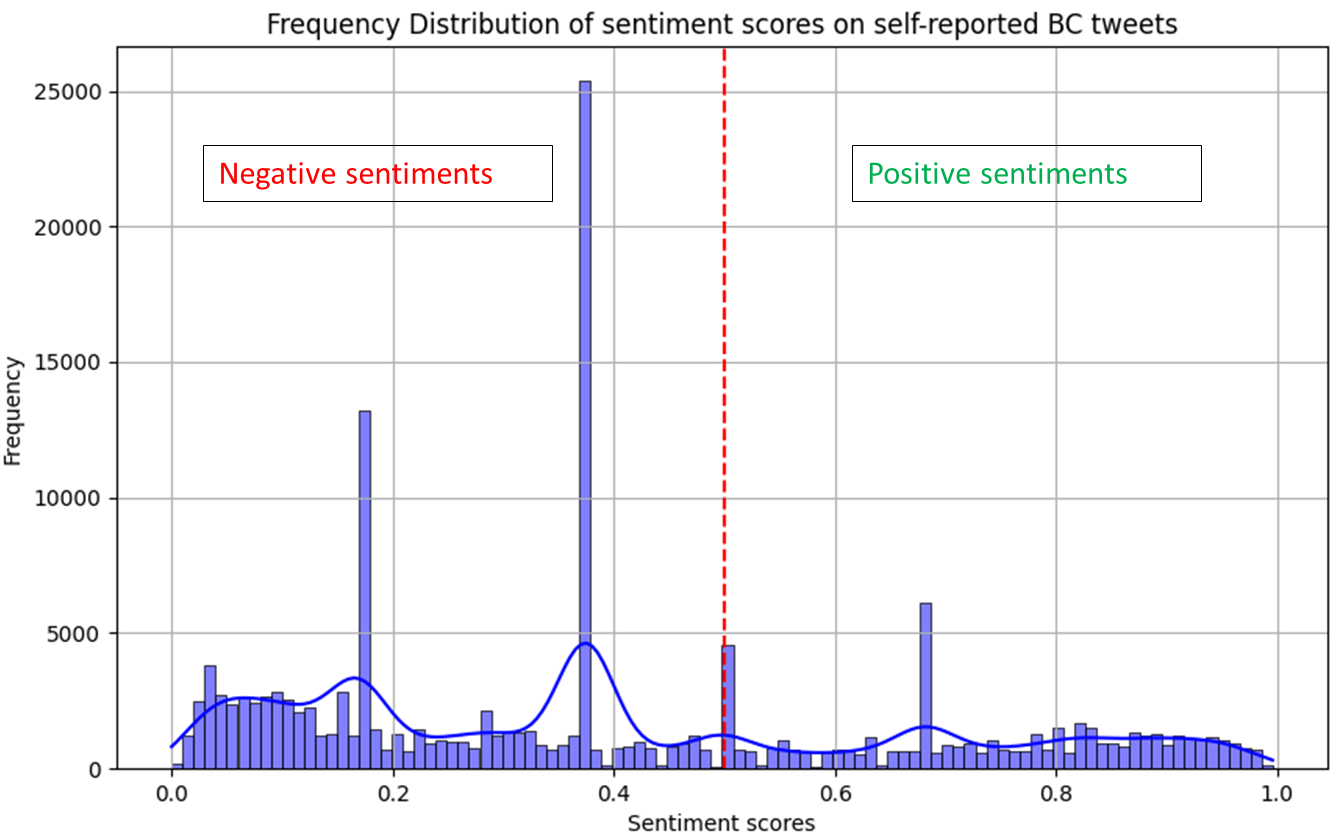 Frequency Distribution of sentiment scores on self-reported BC tweets
25000
20000
15000
10000
5000
0
Frequency
Negative sentiments
Positive sentiments
0.0
0.2
0.4
0.6
0.8
1.0
Sentiment scores